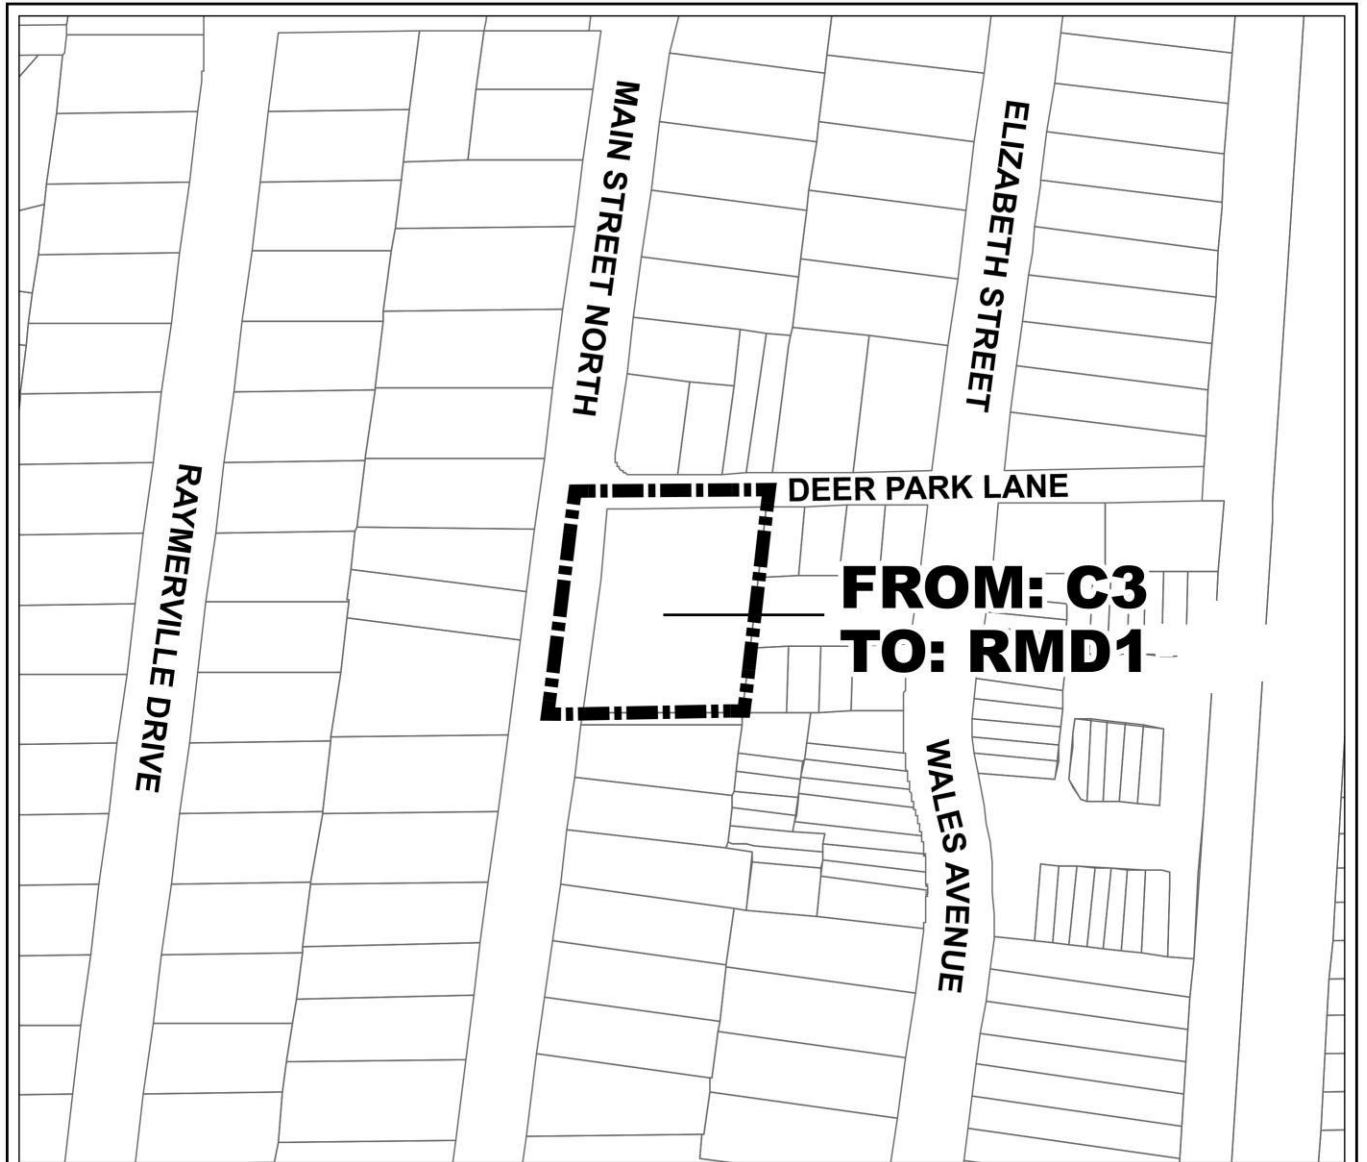 MAIN STREET NORTH
ELIZABETH STREET
RAYMERVILLE DRIVE
DEER PARK LANE
FROM: C3
TO: RMD1
WALES AVENUE